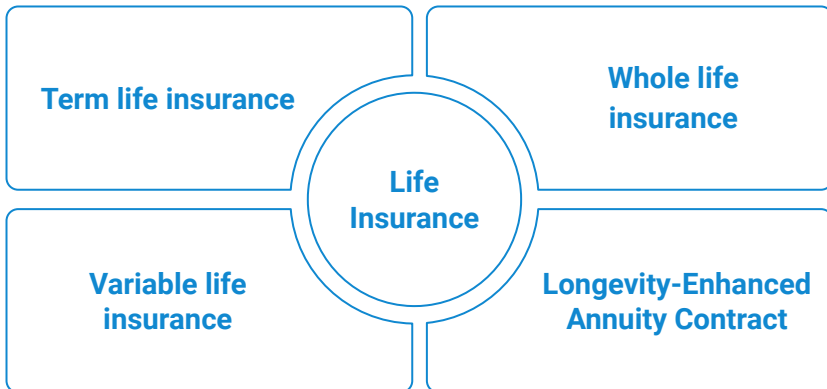 Term life insurance
Whole life
insurance
Life
Insurance
Variable life
insurance
Longevity-Enhanced
Annuity Contract